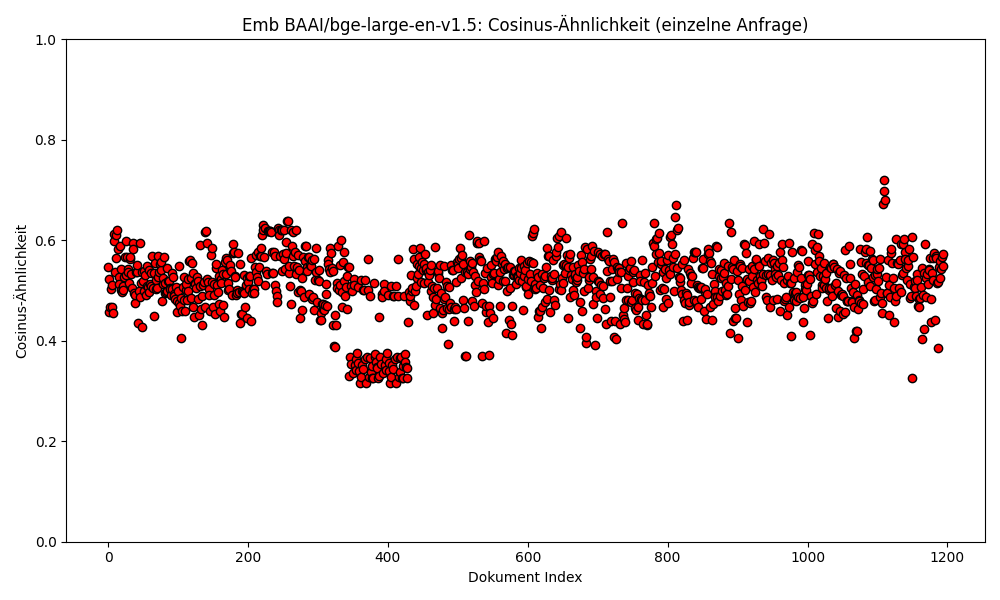 Emb BAAI/bge-large-en-v1.5: Cosinus-Ähnlichkeit (einzelne Anfrage)
1.0
0.8
0.6
0.4
0.2
0.0
Cosinus-Ähnlichkeit
0 200 400 600 800 1000 1200
Dokument Index